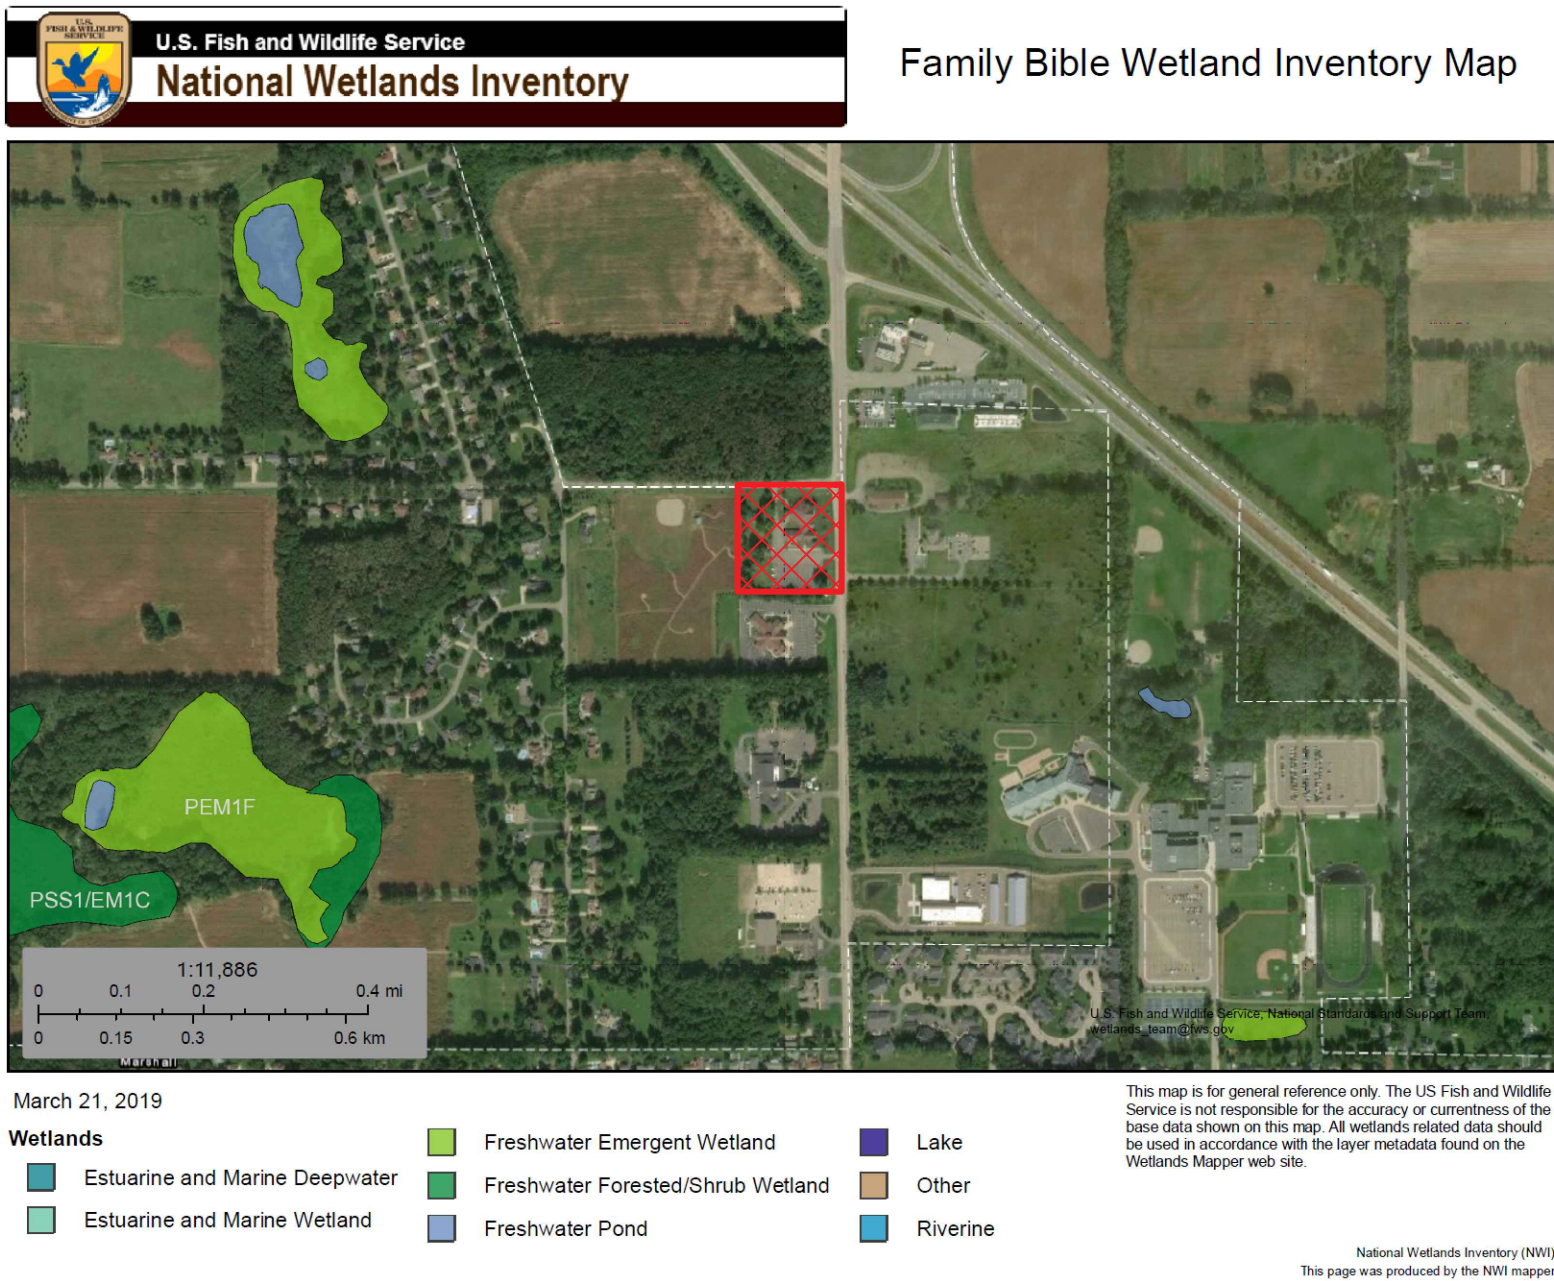 U.S.
FISH & WILDLIFE
SERVICE
U.S. Fish and Wildlife Service
National Wetlands Inventory
Family Bible Wetland Inventory Map
PEM1F
PSS1/EM1C
1:11,886
0 0.1 0.2 0.4 mi
0 0.15 0.3 0.6 km
Marshall
U.S. Fish and Wildlife Service, National Standards and Support Team,
wetlands_team@fws.gov
March 21, 2019
Wetlands
Estuarine and Marine Deepwater
Estuarine and Marine Wetland
Freshwater Emergent Wetland
Freshwater Forested/Shrub Wetland
Freshwater Pond
Lake
Other
Riverine
This map is for general reference only. The US Fish and Wildlife
Service is not responsible for the accuracy or currentness of the
base data shown on this map. All wetlands related data should
be used in accordance with the layer metadata found on the
Wetlands Mapper web site.
National Wetlands Inventory (NWI)
This page was produced by the NWI mapper